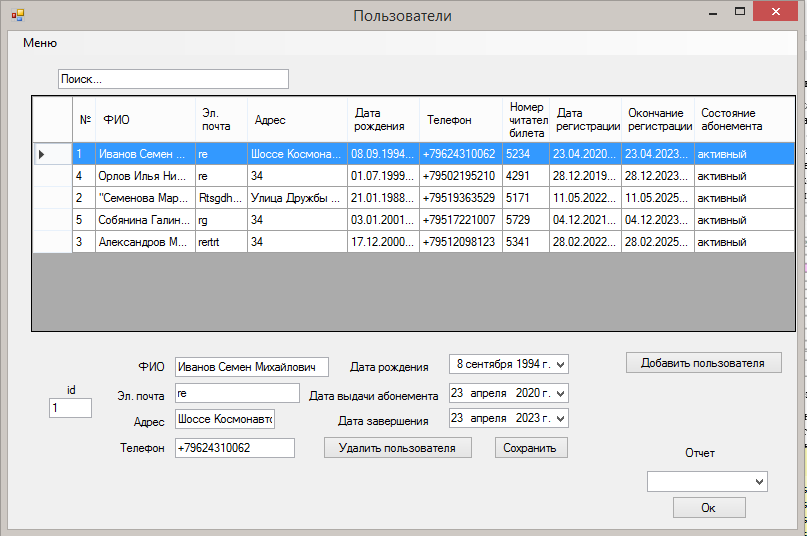 Пользователи
Меню
Поиск...
№ ФИО Эл. почта Адрес Дата рождения Телефон Номер читател билета Дата регистрации Окончание регистрации Состояние абонемента
1 Иванов Семен ... re Шоссе Космона... 08.09.1994... +79624310062 5234 23.04.2020... 23.04.2023... активный
4 Орлов Илья Ни... re 34 01.07.1999... +79502195210 4291 28.12.2019... 28.12.2023... активный
2 "Семенова Мар... Rtsgdh... Улица Дружбы ... 21.01.1988... +79519363529 5171 11.05.2022... 11.05.2025... активный
5 Собянина Галин... rg 34 03.01.2001... +79517221007 5729 04.12.2021... 04.12.2023... активный
3 Александров М... rertrt 34 17.12.2000... +79512098123 5341 28.02.2022... 28.02.2025... активный
ФИО Иванов Семен Михайлович Дата рождения 8 сентября 1994 г. Добавить пользователя
id
1
Эл. почта re Дата выдачи абонемента 23 апреля 2020 г.
Адрес Шоссе Космонавто Дата завершения 23 апреля 2023 г.
Телефон +79624310062 Удалить пользователя Сохранить
Отчет
Ок